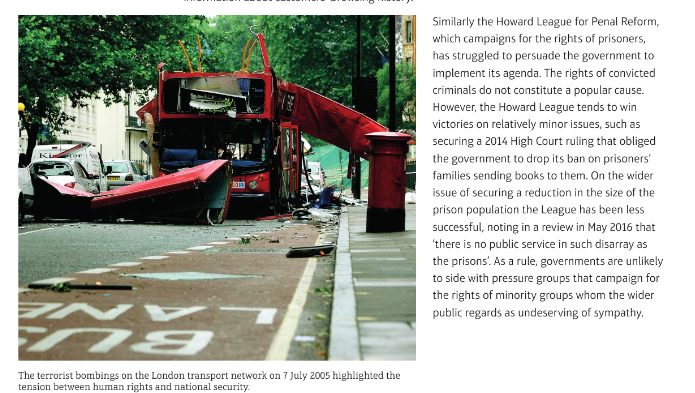 information about customers' browsing history.
Similarly the Howard League for Penal Reform,
which campaigns for the rights of prisoners,
has struggled to persuade the government to
implement its agenda. The rights of convicted
criminals do not constitute a popular cause.
However, the Howard League tends to win
victories on relatively minor issues, such as
securing a 2014 High Court ruling that obliged
the government to drop its ban on prisoners'
families sending books to them. On the wider
issue of securing a reduction in the size of the
prison population the League has been less
successful, noting in a review in May 2016 that
'there is no public service in such disarray as
the prisons'. As a rule, governments are unlikely
to side with pressure groups that campaign for
the rights of minority groups whom the wider
public regards as undeserving of sympathy.
BUS
LANE
The terrorist bombings on the London transport network on 7 July 2005 highlighted the
tension between human rights and national security.